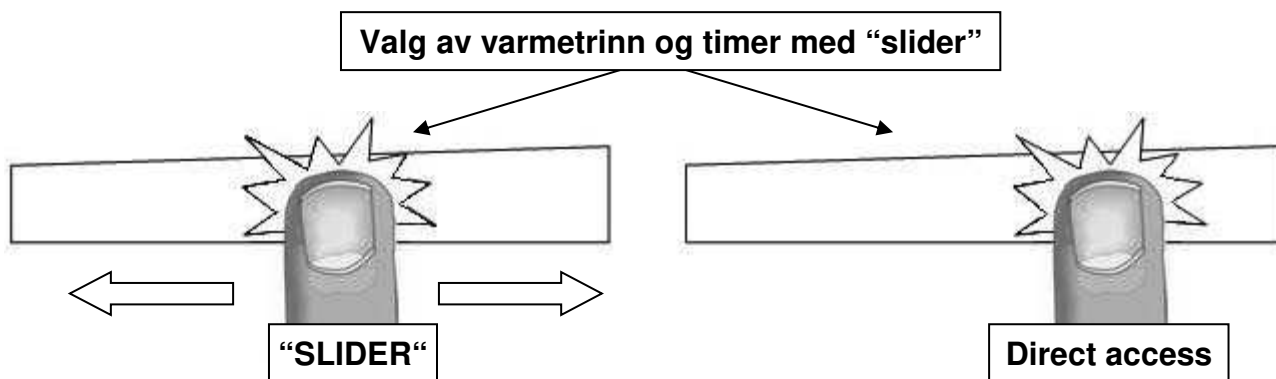 Valg av varmetrinn og timer med “slider”
“SLIDER“
Direct access